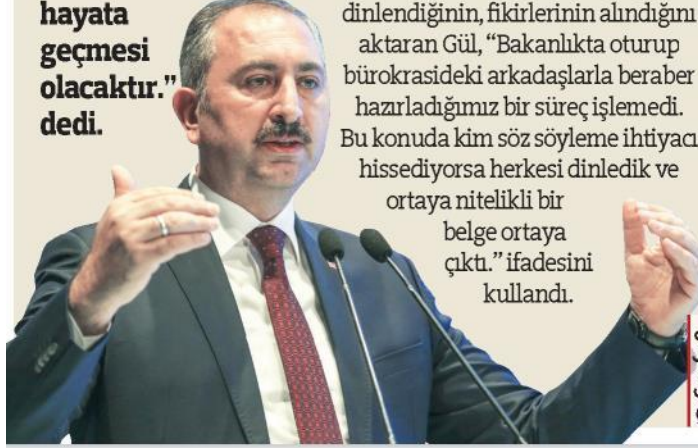 hayata
geçmesi
olacaktır.”
dedi.
dinlendiğinin, fikirlerinin alındığını
aktaran Gül, “Bakanlıkta oturup
bürokrasideki arkadaşlarla beraber
hazırladığımız bir süreç işlemedi.
Bu konuda kim söz söyleme ihtiyacı
hissediyorsa herkesi dinledik ve
ortaya nitelikli bir
belge ortaya
çıktı.” ifadesini
kullandı.